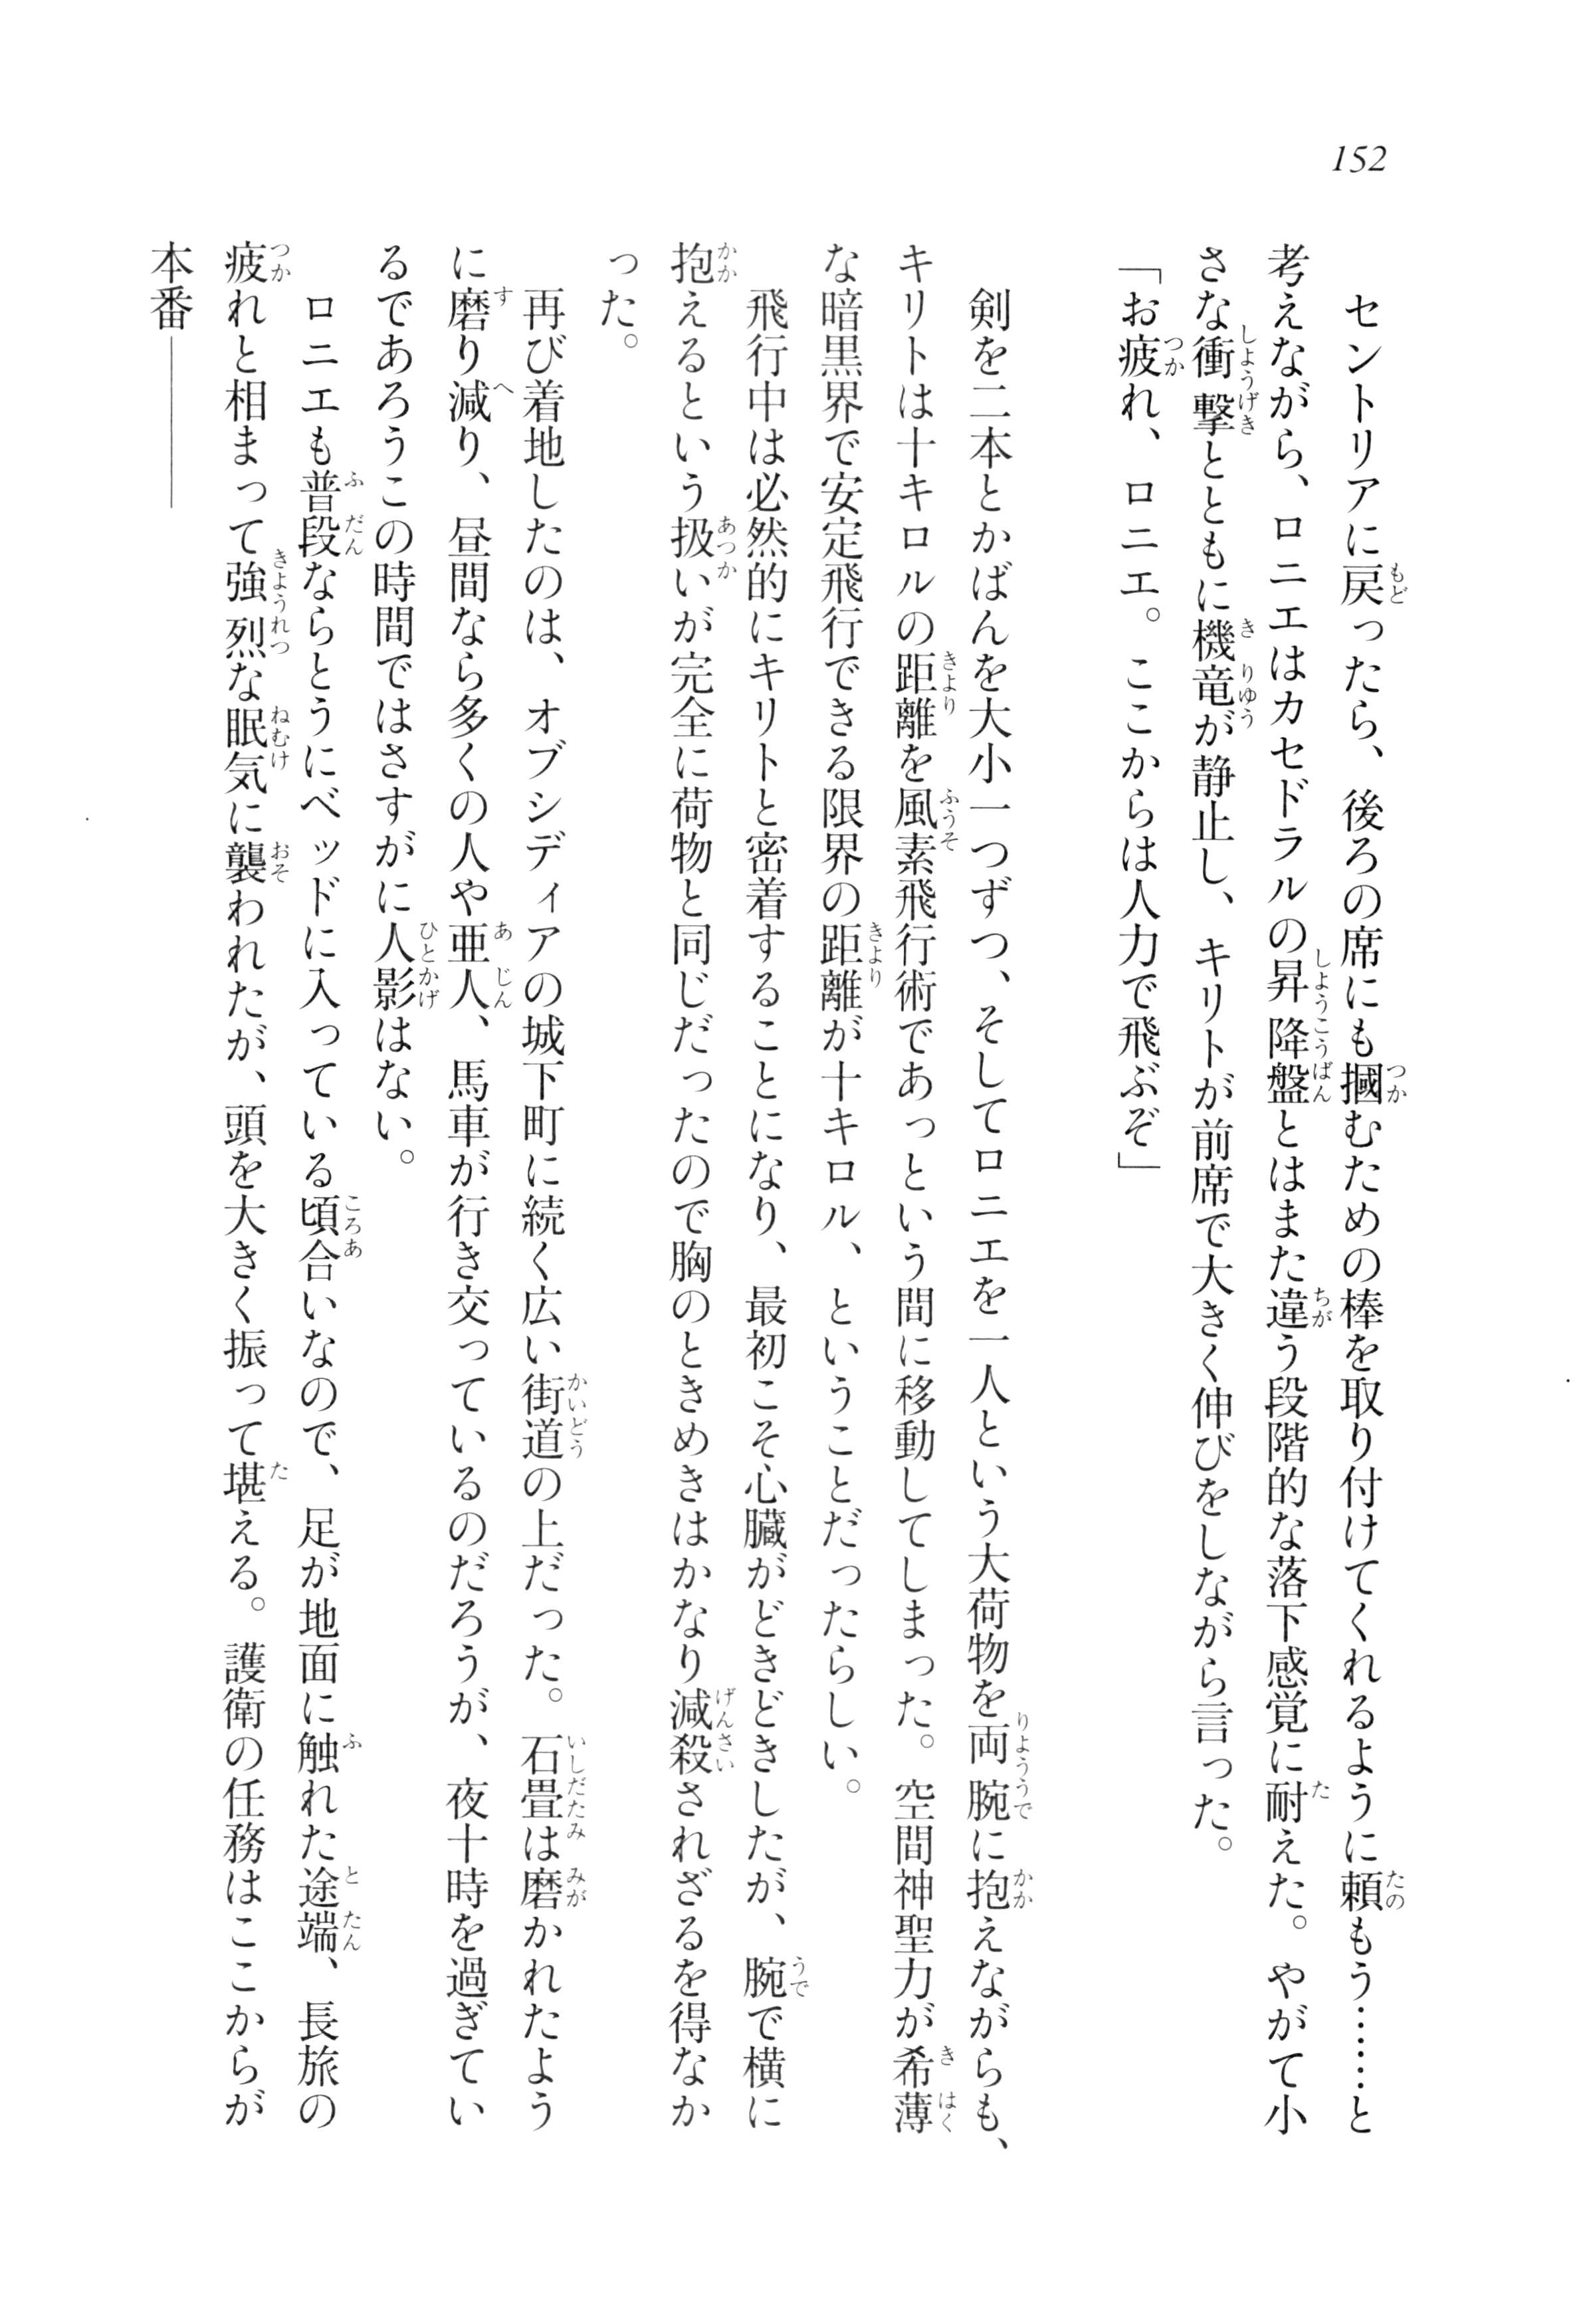 152
　セントリアに戻ったら、後ろの席にも摑むための棒を取り付けてくれるように頼もう……と
考えながら、ロニエはカセドラルの昇降盤とはまた違う段階的な落下感覚に耐えた。やがて小
さな衝撃とともに機竜が静止し、キリトが前席で大きく伸びをしながら言った。
「お疲れ、ロニエ。ここからは人力で飛ぶぞ」
　剣を二本とかばんを大小一つずつ、そしてロニエを一人という大荷物を両腕に抱えながらも、
キリトは十キロルの距離を風素飛行術であっという間に移動してしまった。空間神聖力が希薄
な暗黒界で安定飛行できる限界の距離が十キロル、ということだったらしい。
　飛行中は必然的にキリトと密着することになり、最初こそ心臓がどきどきしたが、腕で横に
抱えるという扱いが完全に荷物と同じだったので胸のときめきはかなり減殺されざるを得なか
った。
　再び着地したのは、オブシディアの城下町に続く広い街道の上だった。石畳は磨かれたよう
に磨り減り、昼間なら多くの人や亜人、馬車が行き交っているのだろうが、夜十時を過ぎてい
るであろうこの時間ではさすがに人影はない。
　ロニエも普段ならとうにベッドに入っている頃合いなので、足が地面に触れた途端、長旅の
疲れと相まって強烈な眠気に襲われたが、頭を大きく振って堪える。護衛の任務はここからが
本番――――